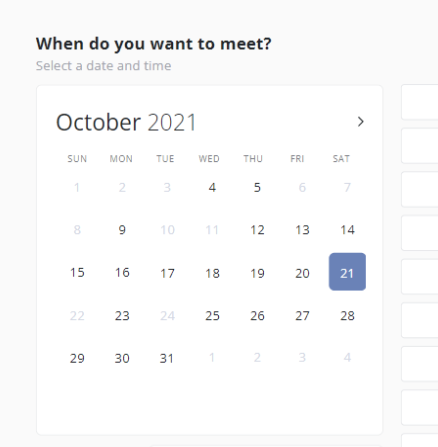 When do you want to meet?
Select a date and time
October 2021 >
SUN MON TUE WED THU FRI SAT
1 2 3 4 5 6 7
8 9 10 11 12 13 14
15 16 17 18 19 20 21
22 23 24 25 26 27 28
29 30 31 1 2 3 4